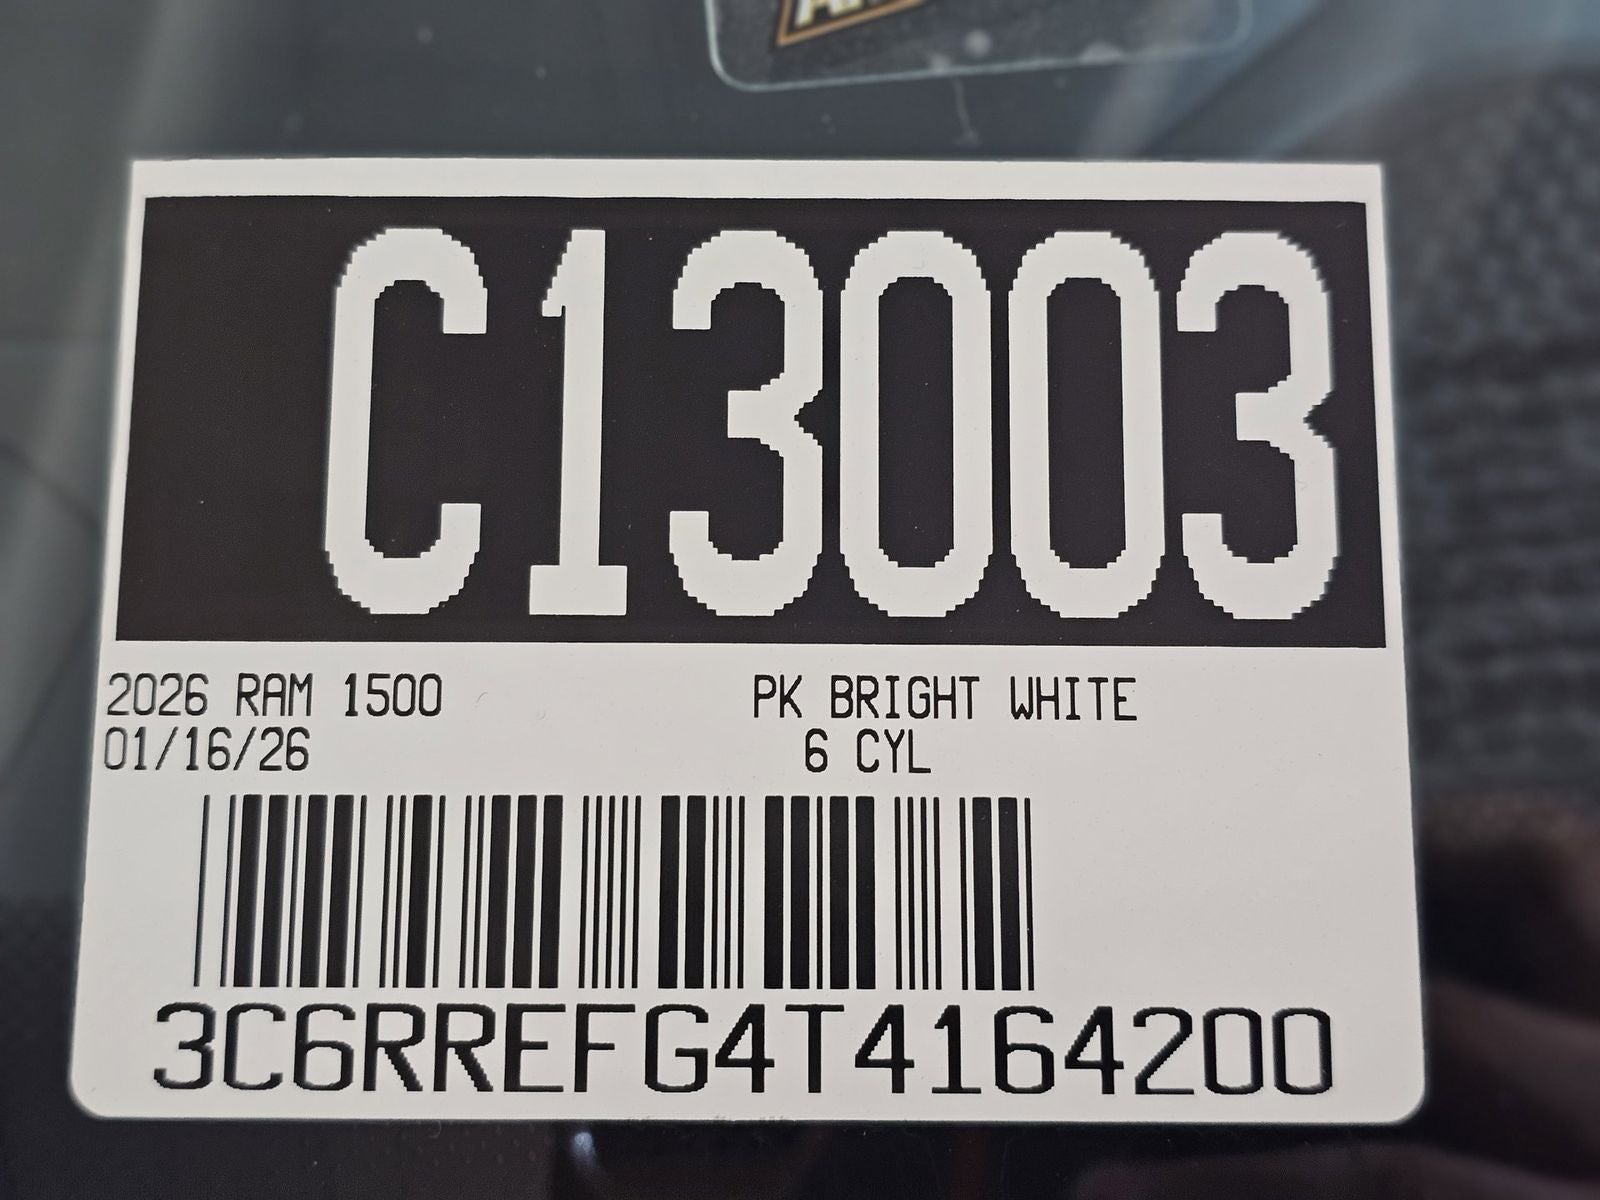 C13003
2026 RAM 1500 PK BRIGHT WHITE
01/16/26 6 CYL
3C6RREFG4T4164200